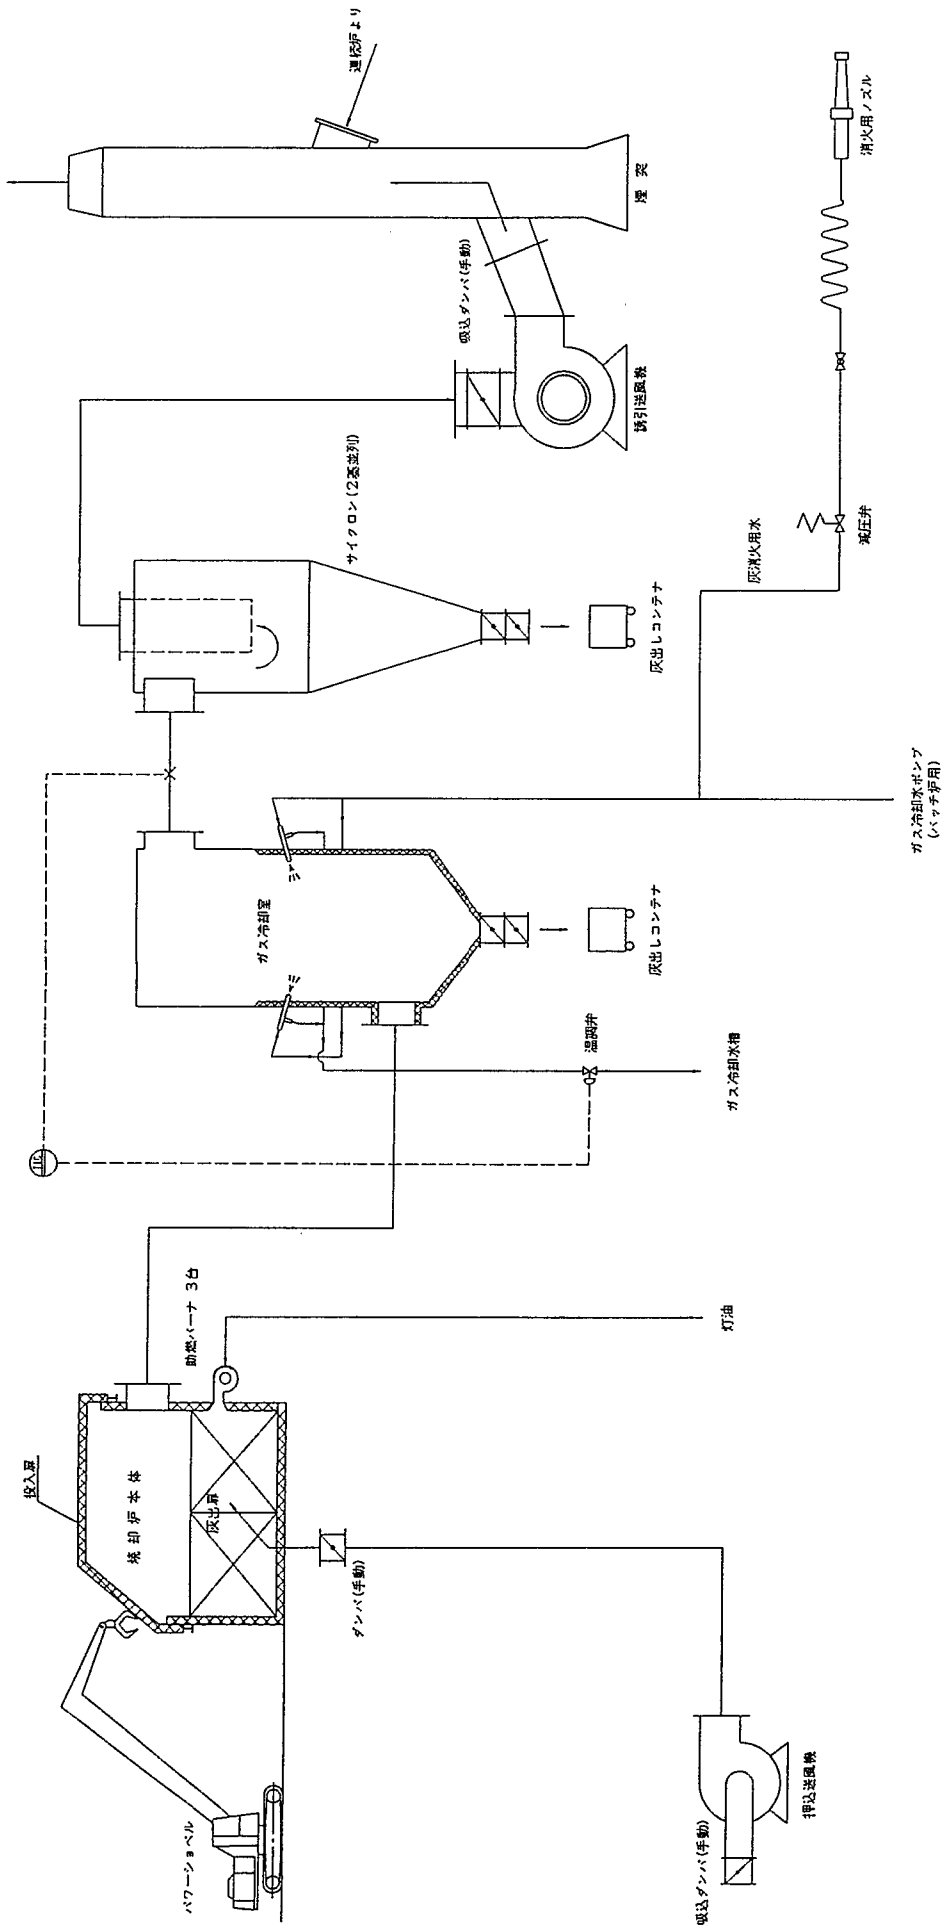 パワーショベル
投入扉
焼却炉本体
灰出扉
助燃バーナ 3台
ダンパ(手動)
吸込ダンパ(手動)
押込送風機
灯油
TIC
温調弁
ガス冷却水槽
ガス冷却室
灰出しコンテナ
ガス冷却水ポンプ
(バッチ炉用)
サイクロン(2基並列)
灰出しコンテナ
灰消火用水
減圧弁
消火用ノズル
吸込ダンパ(手動)
誘引送風機
煙突
連続炉より